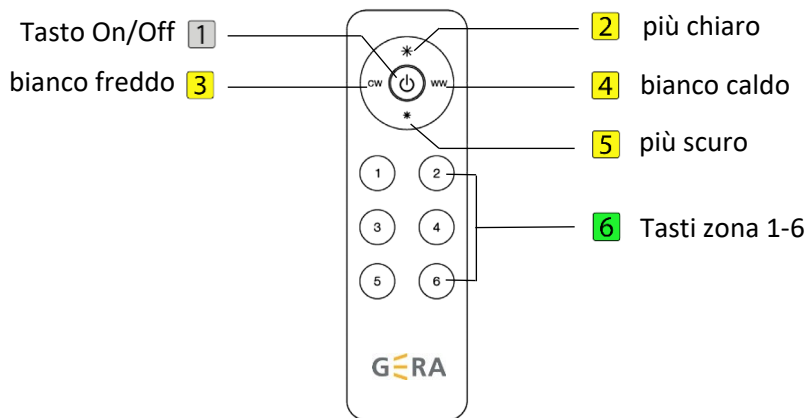 Tasto On/Off 1
2 più chiaro
bianco freddo 3
CW
WW
4 bianco caldo
5 più scuro
1 2
3 4
6 Tasti zona 1-6
5 6
GERA